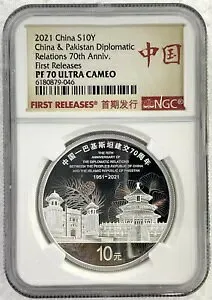 2021 China S10Y
China & Pakistan Diplomatic
Relations 70th Anniv.
First Releases
PF 70 ULTRA CAMEO
6180879-046
中国
FIRST RELEASES 首期发行
NGC
中国—巴基斯坦建交70周年
THE 70TH ANNIVERSARY
OF THE DIPLOMATIC RELATIONS
BETWEEN THE PEOPLE'S REPUBLIC OF CHINA
AND THE ISLAMIC REPUBLIC OF PAKISTAN
1951-2021
10元